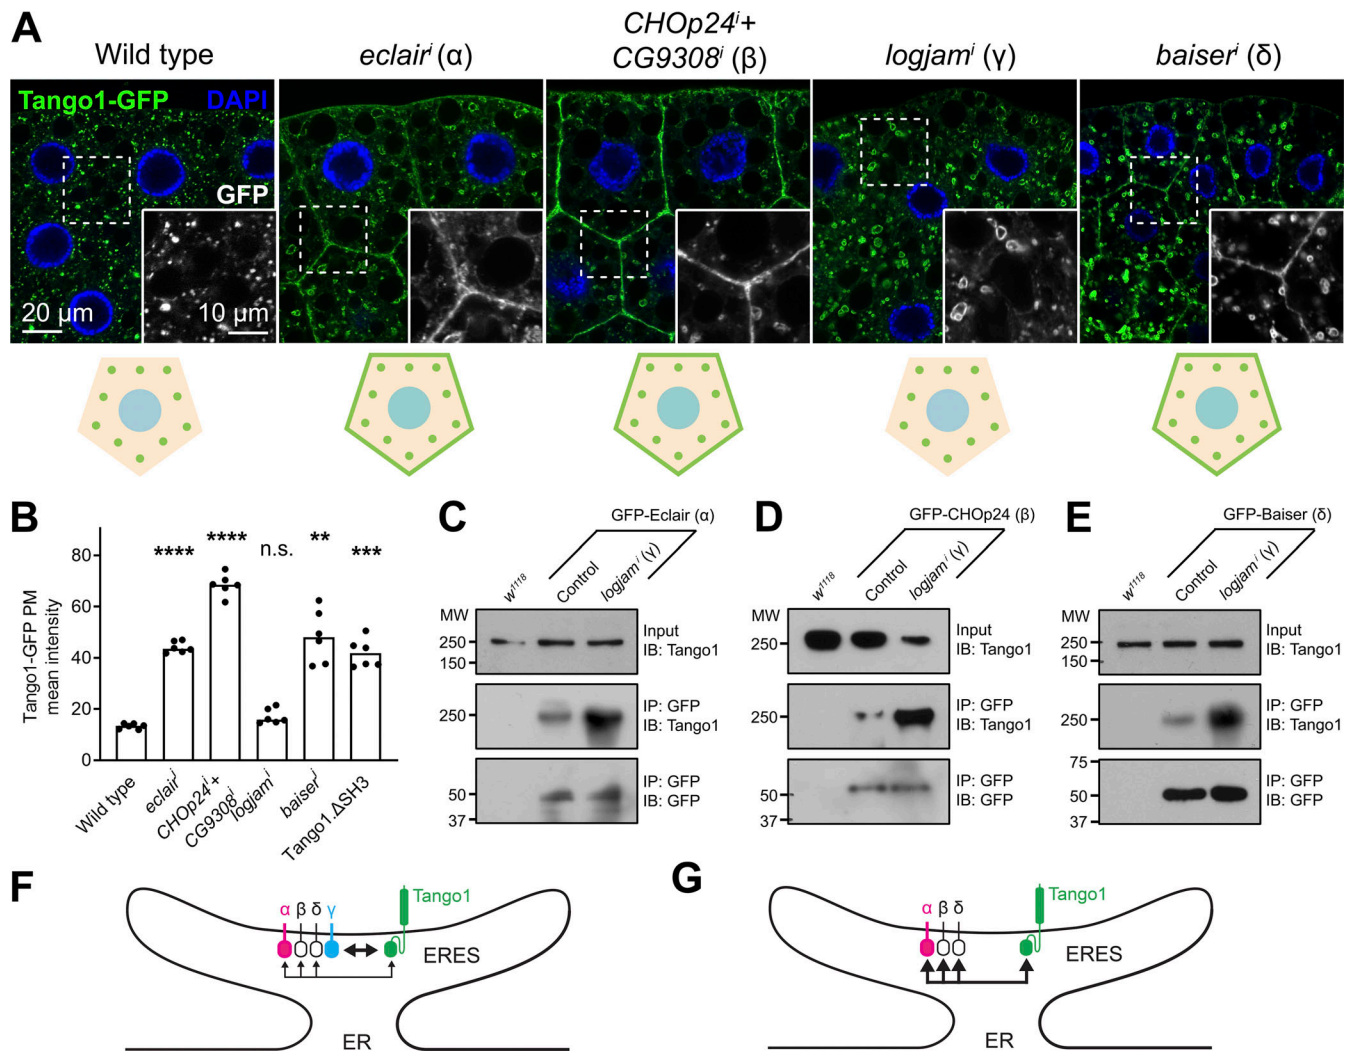 A
Wild type
eclairⁱ (α)
CHOp24ⁱ+
CG9308ⁱ (β)
logjamⁱ (γ)
baiserⁱ (δ)
Tango1-GFP DAPI
GFP
20 µm
10 µm
B
Tango1-GFP PM
mean intensity
80
60
40
20
0
****
****
n.s.
**
***
Wild type
eclairⁱ
CHOp24ⁱ+
CG9308ⁱ
logjamⁱ
baiserⁱ
Tango1.ΔSH3
C
GFP-Eclair (α)
w¹¹¹⁸
Control
logjamⁱ (γ)
MW
250
150
Input
IB: Tango1
250
IP: GFP
IB: Tango1
50
37
IP: GFP
IB: GFP
D
GFP-CHOp24 (β)
w¹¹¹⁸
Control
logjamⁱ (γ)
MW
250
Input
IB: Tango1
250
IP: GFP
IB: Tango1
50
37
IP: GFP
IB: GFP
E
GFP-Baiser (δ)
w¹¹¹⁸
Control
logjamⁱ (γ)
MW
250
150
Input
IB: Tango1
250
IP: GFP
IB: Tango1
75
50
37
IP: GFP
IB: GFP
F
α β δ γ
Tango1
ERES
ER
G
α β δ
Tango1
ERES
ER